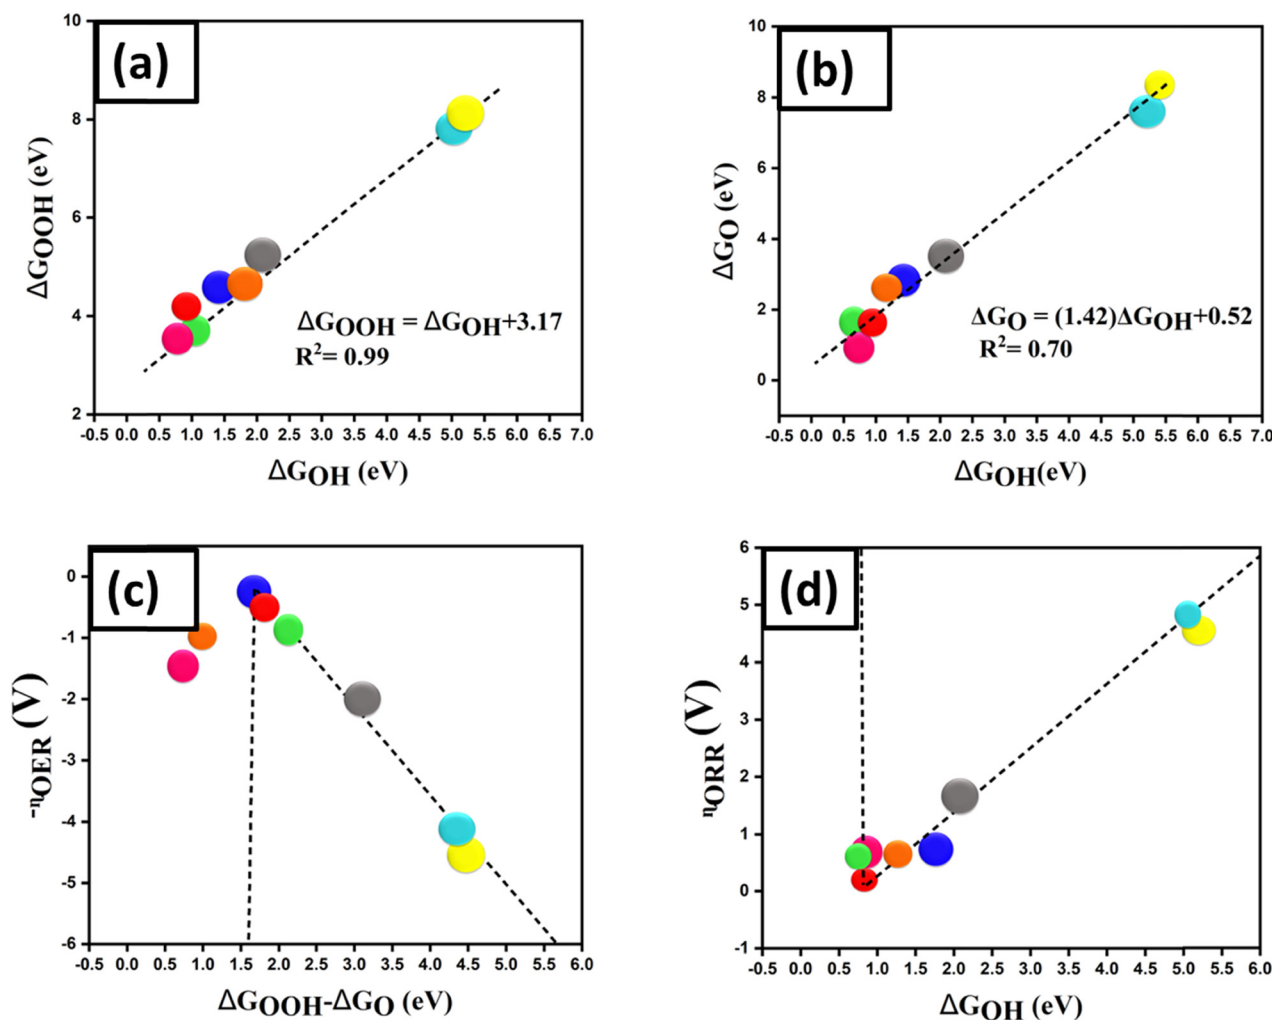 (a)
10
8
6
4
2
-0.5 0.0 0.5 1.0 1.5 2.0 2.5 3.0 3.5 4.0 4.5 5.0 5.5 6.0 6.5 7.0
ΔGOOH (eV)
ΔGOH (eV)
ΔGOOH = ΔGOH+3.17
R²= 0.99
(b)
10
8
6
4
2
0
-0.5 0.0 0.5 1.0 1.5 2.0 2.5 3.0 3.5 4.0 4.5 5.0 5.5 6.0 6.5 7.0
ΔGO (eV)
ΔGOH(eV)
ΔGO = (1.42)ΔGOH+0.52
R²= 0.70
(c)
0
-1
-2
-3
-4
-5
-6
-0.5 0.0 0.5 1.0 1.5 2.0 2.5 3.0 3.5 4.0 4.5 5.0 5.5 6.0
-ηOER (V)
ΔGOOH-ΔGO (eV)
(d)
6
5
4
2
1
0
-1
-0.5 0.0 0.5 1.0 1.5 2.0 2.5 3.0 3.5 4.0 4.5 5.0 5.5 6.0
ηORR (V)
ΔGOH (eV)